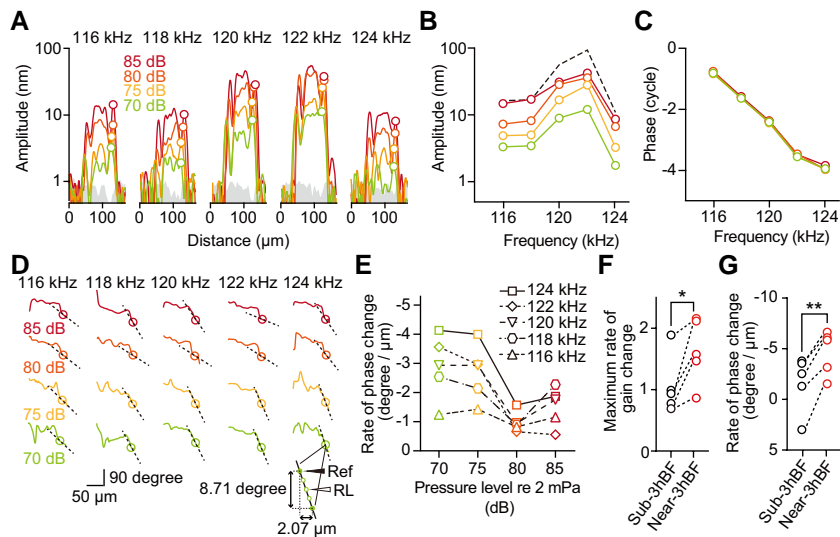 A
116 kHz 118 kHz 120 kHz 122 kHz 124 kHz
85 dB
80 dB
75 dB
70 dB
Amplitude (nm)
100
10
1
0 100 0 100 0 100 0 100 0 100
Distance (μm)
B
Amplitude (nm)
100
10
1
116 120 124
Frequency (kHz)
C
Phase (cycle)
0
-2
-4
116 120 124
Frequency (kHz)
D
116 kHz 118 kHz 120 kHz 122 kHz 124 kHz
85 dB
80 dB
75 dB
70 dB
90 degree
50 μm
8.71 degree
Ref
RL
2.07 μm
E
Rate of phase change
(degree / μm)
-5
-4
-3
-2
-1
0
124 kHz
122 kHz
120 kHz
118 kHz
116 kHz
70 75 80 85
Pressure level re 2 mPa
(dB)
F
Maximum rate of
gain change
2
1
0
*
Sub-3hBF
Near-3hBF
G
Rate of phase change
(degree / μm)
-10
-5
0
5
**
Sub-3hBF
Near-3hBF